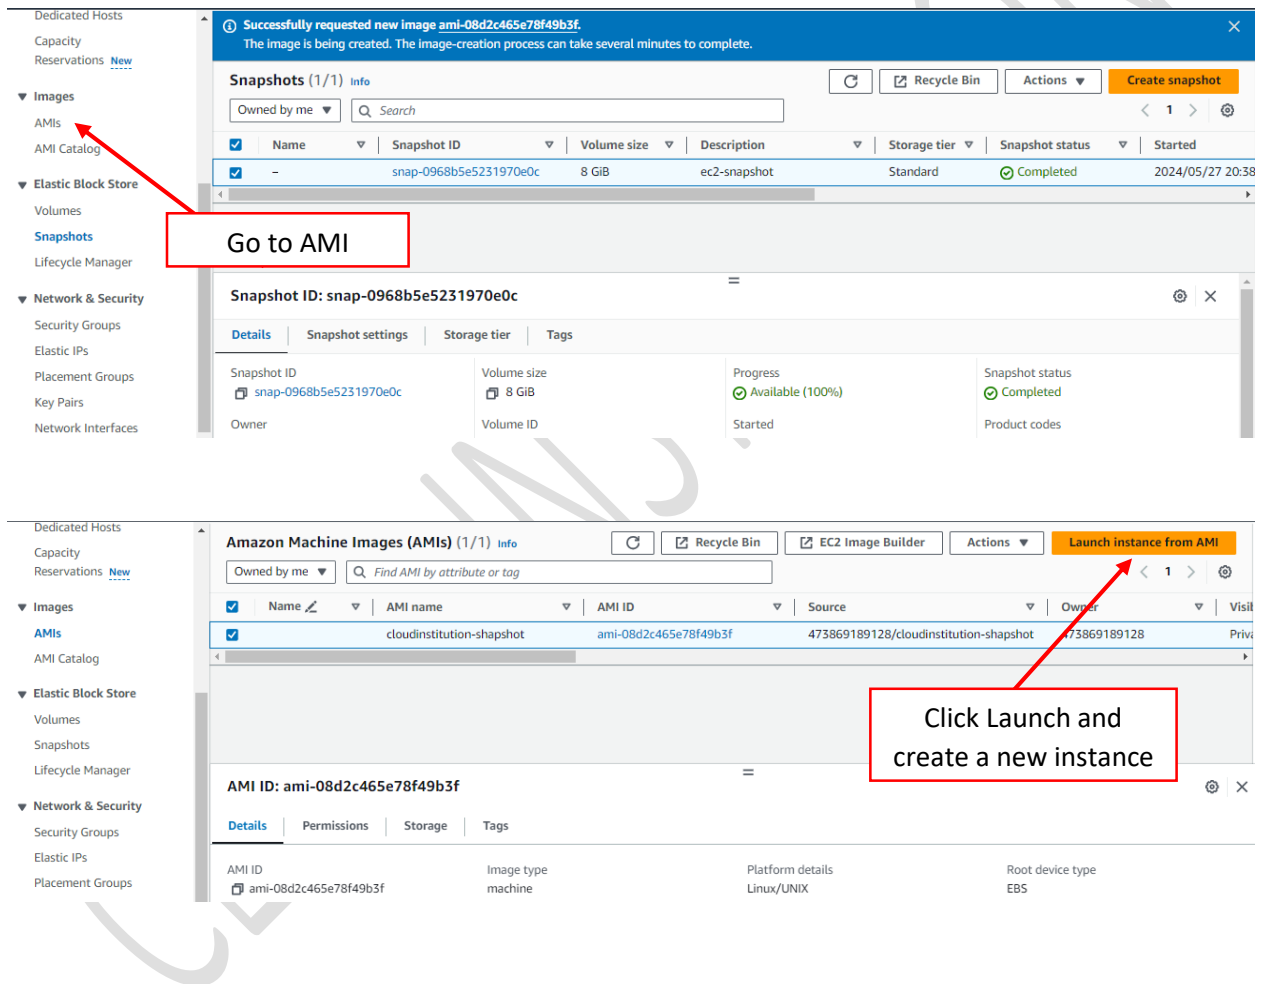 Dedicated Hosts
Capacity
Reservations New
Images
AMIs
AMI Catalog
Elastic Block Store
Volumes
Snapshots
Lifecycle Manager
Network & Security
Security Groups
Elastic IPs
Placement Groups
Key Pairs
Network Interfaces
Successfully requested new image ami-08d2c465e78f49b3f.
The image is being created. The image-creation process can take several minutes to complete.
Snapshots (1/1) Info
Recycle Bin
Actions
Create snapshot
Owned by me
Search
1
Name Snapshot ID Volume size Description Storage tier Snapshot status Started
– snap-0968b5e5231970e0c 8 GiB ec2-snapshot Standard Completed 2024/05/27 20:38
Go to AMI
Snapshot ID: snap-0968b5e5231970e0c
Details Snapshot settings Storage tier Tags
Snapshot ID Volume size Progress Snapshot status
snap-0968b5e5231970e0c 8 GiB Available (100%) Completed
Owner Volume ID Started Product codes
Dedicated Hosts
Capacity
Reservations New
Images
AMIs
AMI Catalog
Elastic Block Store
Volumes
Snapshots
Lifecycle Manager
Network & Security
Security Groups
Elastic IPs
Placement Groups
Amazon Machine Images (AMIs) (1/1) Info
Recycle Bin
EC2 Image Builder
Actions
Launch instance from AMI
Owned by me
Find AMI by attribute or tag
1
Name AMI name AMI ID Source Owner
cloudinstitution-shapshot ami-08d2c465e78f49b3f 473869189128/cloudinstitution-shapshot 473869189128
Click Launch and
create a new instance
AMI ID: ami-08d2c465e78f49b3f
Details Permissions Storage Tags
AMI ID Image type Platform details Root device type
ami-08d2c465e78f49b3f machine Linux/UNIX EBS